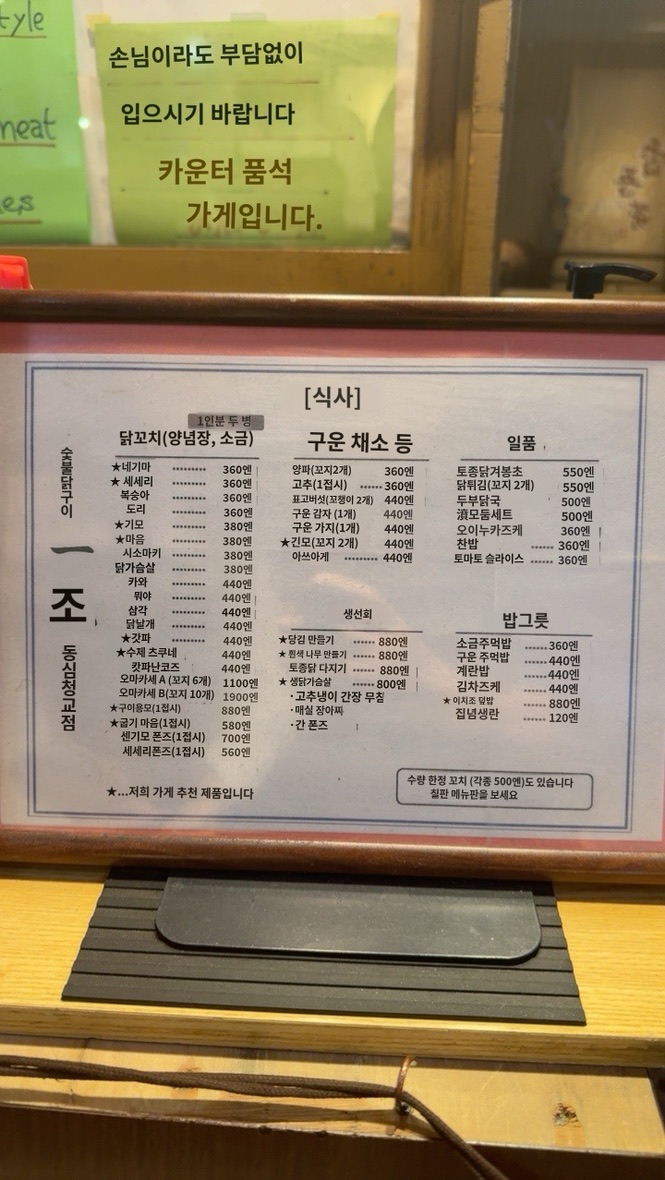 tyle
meat
les
손님이라도 부담없이
입으시기 바랍니다
카운터 품석
가게입니다.
[식사]
숯불닭구이
一
조
동심청교점
1인분 두 병
닭꼬치(양념장, 소금)
★네기마 ......... 360엔
★ 세세리 ......... 360엔
복숭아 ......... 360엔
도리 ......... 360엔
★기모 ......... 380엔
★마음 ......... 380엔
시소마키 ......... 380엔
닭가슴살 ......... 380엔
카와 ......... 440엔
뭐야 ......... 440엔
삼각 ......... 440엔
닭날개 ......... 440엔
★갓파 ......... 440엔
★수제 츠쿠네 440엔
캇파난코즈 440엔
오마카세 A (꼬치 6개) 1100엔
오마카세 B(꼬치 10개) 1900엔
★구이용모(1접시) 880엔
★굽기 마음(1접시) 580엔
센기모 폰즈(1접시) 700엔
세세리폰즈(1접시) 560엔
★...저희 가게 추천 제품입니다
구운 채소 등
양파(꼬지2개) 360엔
고추(1접시) ...... 360엔
표고버섯(꼬챙이 2개) 440엔
구운 감자 (1개) 440엔
구운 가지(1개) 440엔
★긴모(꼬지 2개) 440엔
아쓰아게 ......... 440엔
생선회
★당김 만들기 ...... 880엔
★ 흰색 나무 만들기 ...... 880엔
토종닭 다지기 ...... 880엔
★ 생닭가슴살 ...... 800엔
·고추냉이 간장 무침
·매실 장아찌
·간 폰즈
일품
토종닭겨봉초 550엔
닭튀김(꼬지 2개) 550엔
두부닭국 500엔
漬모둠세트 500엔
오이누카즈케 360엔
찬밥 ...... 360엔
토마토 슬라이스 ...... 360엔
밥그릇
소금주먹밥 ...... 360엔
구운 주먹밥 ...... 440엔
계란밥 ...... 440엔
김차즈케 ...... 440엔
★ 이치조 덮밥 ...... 880엔
집념생란 ...... 120엔
수량 한정 꼬치 (각종 500엔)도 있습니다
칠판 메뉴판을 보세요